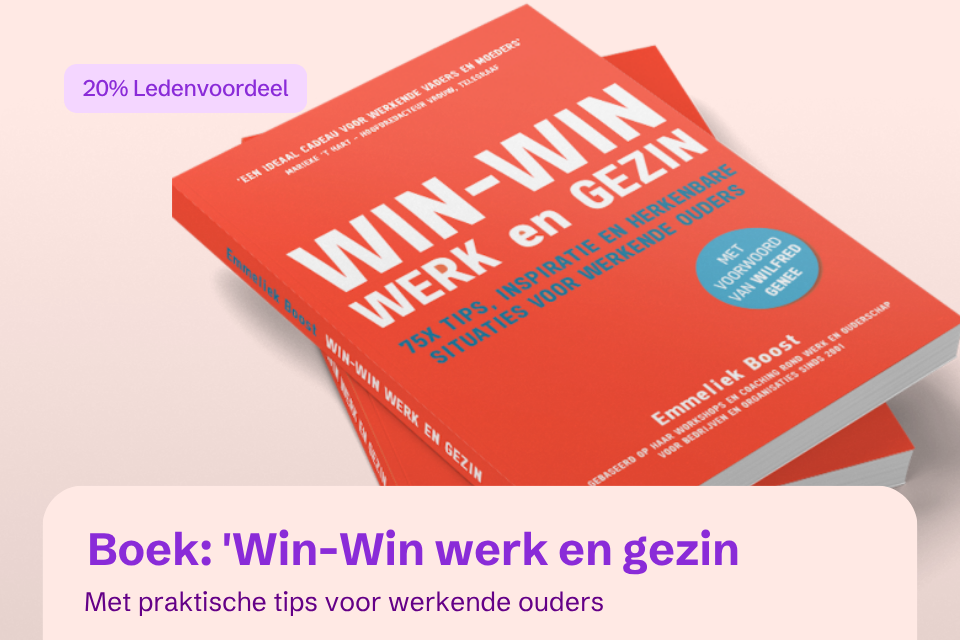 20% Ledenvoordeel
'EEN IDEAAL CADEAU VOOR WERKENDE VADERS EN MOEDERS'
MARIEKE 'T HART - HOOFDREDACTEUR VROUW, TELEGRAAF
WIN-WIN
WERK en GEZIN
75X TIPS, INSPIRATIE EN HERKENBARE
SITUATIES VOOR WERKENDE OUDERS
MET
VOORWOORD
VAN WILFRED
GENEE
Emmeliek Boost
GEBASEERD OP HAAR WORKSHOPS EN COACHING ROND WERK EN OUDERSCHAP
VOOR BEDRIJVEN EN ORGANISATIES SINDS 2001
Emmeliek Boost WIN-WIN WERK EN GEZIN
EN GEZIN
Boek: 'Win-Win werk en gezin
Met praktische tips voor werkende ouders